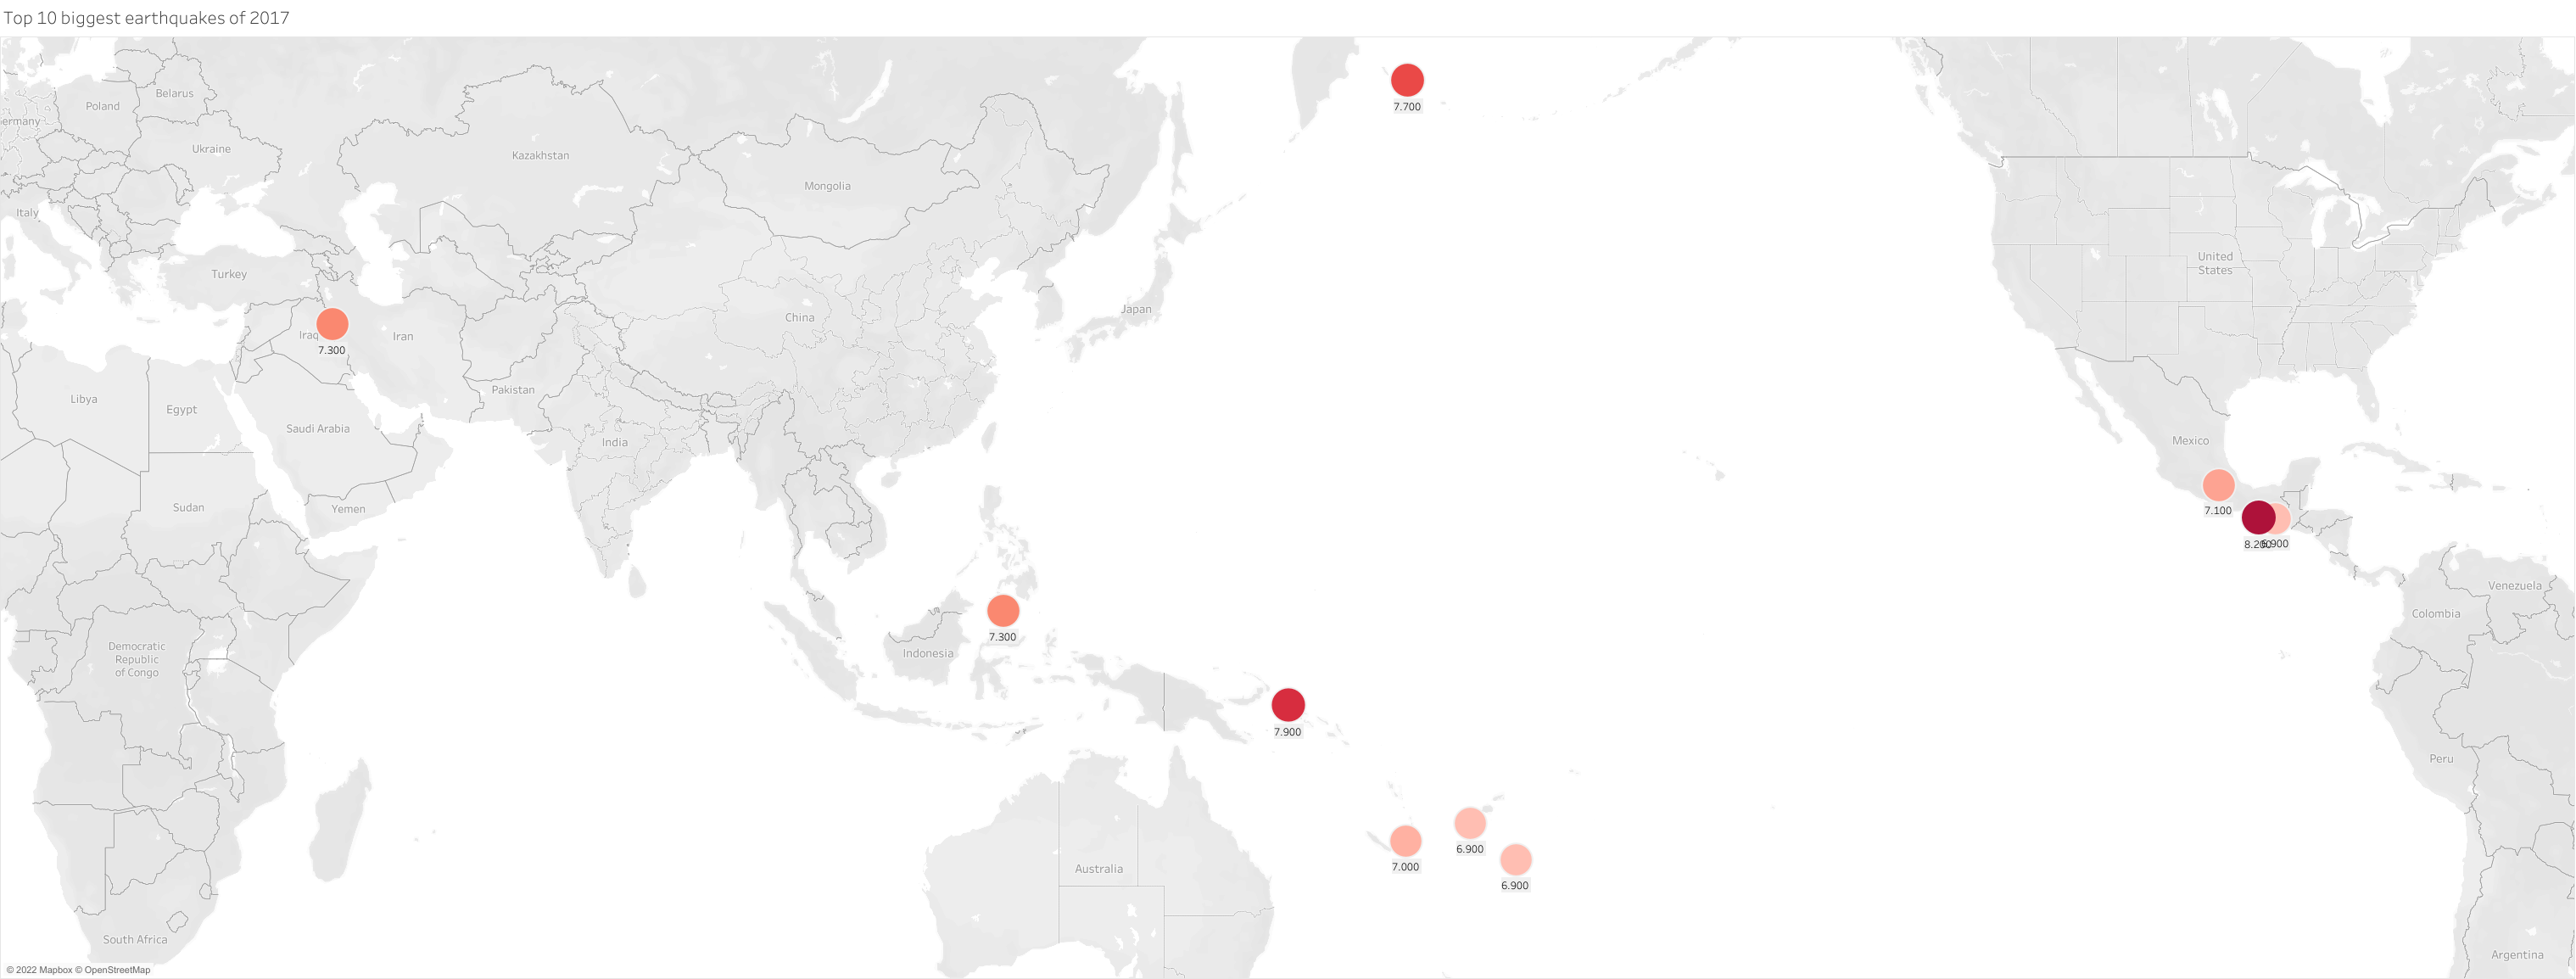 Top 10 biggest earthquakes of 2017
7.700
Belarus
Poland
ermany
Ukraine
Kazakhstan
Mongolia
Italy
United
States
Turkey
Japan
China
Iraq
Iran
7.300
Pakistan
Libya
Egypt
Saudi Arabia
India
Mexico
Sudan
Yemen
7.100
8.200
6.900
Venezuela
Colombia
7.300
Democratic
Republic
of Congo
Indonesia
7.900
Peru
6.900
7.000
Australia
6.900
South Africa
Argentina
© 2022 Mapbox © OpenStreetMap